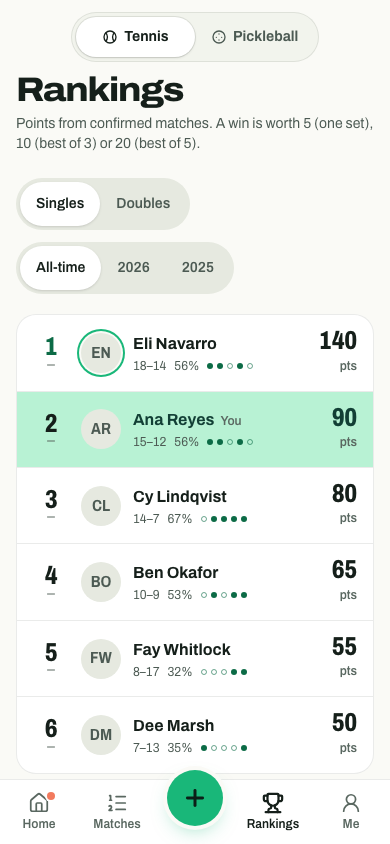 Tennis
Pickleball
Rankings
Points from confirmed matches. A win is worth 5 (one set),
10 (best of 3) or 20 (best of 5).
Singles
Doubles
All-time
2026
2025
1
–
EN
Eli Navarro
18–14 56%
140
pts
2
–
AR
Ana Reyes You
15–12 56%
90
pts
3
–
CL
Cy Lindqvist
14–7 67%
80
pts
4
–
BO
Ben Okafor
10–9 53%
65
pts
5
–
FW
Fay Whitlock
8–17 32%
55
pts
6
–
DM
Dee Marsh
7–13 35%
50
pts
Home
Matches
+
Rankings
Me